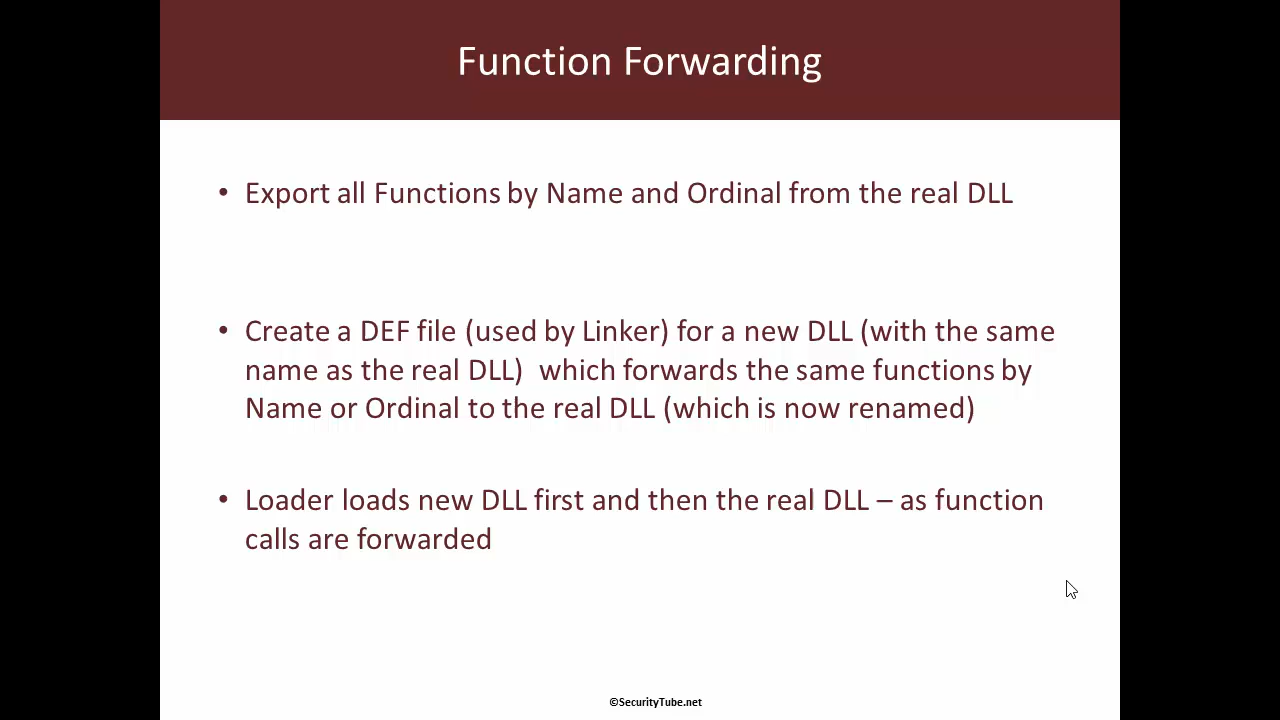 Function Forwarding
• Export all Functions by Name and Ordinal from the real DLL
• Create a DEF file (used by Linker) for a new DLL (with the same
name as the real DLL)  which forwards the same functions by
Name or Ordinal to the real DLL (which is now renamed)
• Loader loads new DLL first and then the real DLL – as function
calls are forwarded
©SecurityTube.net